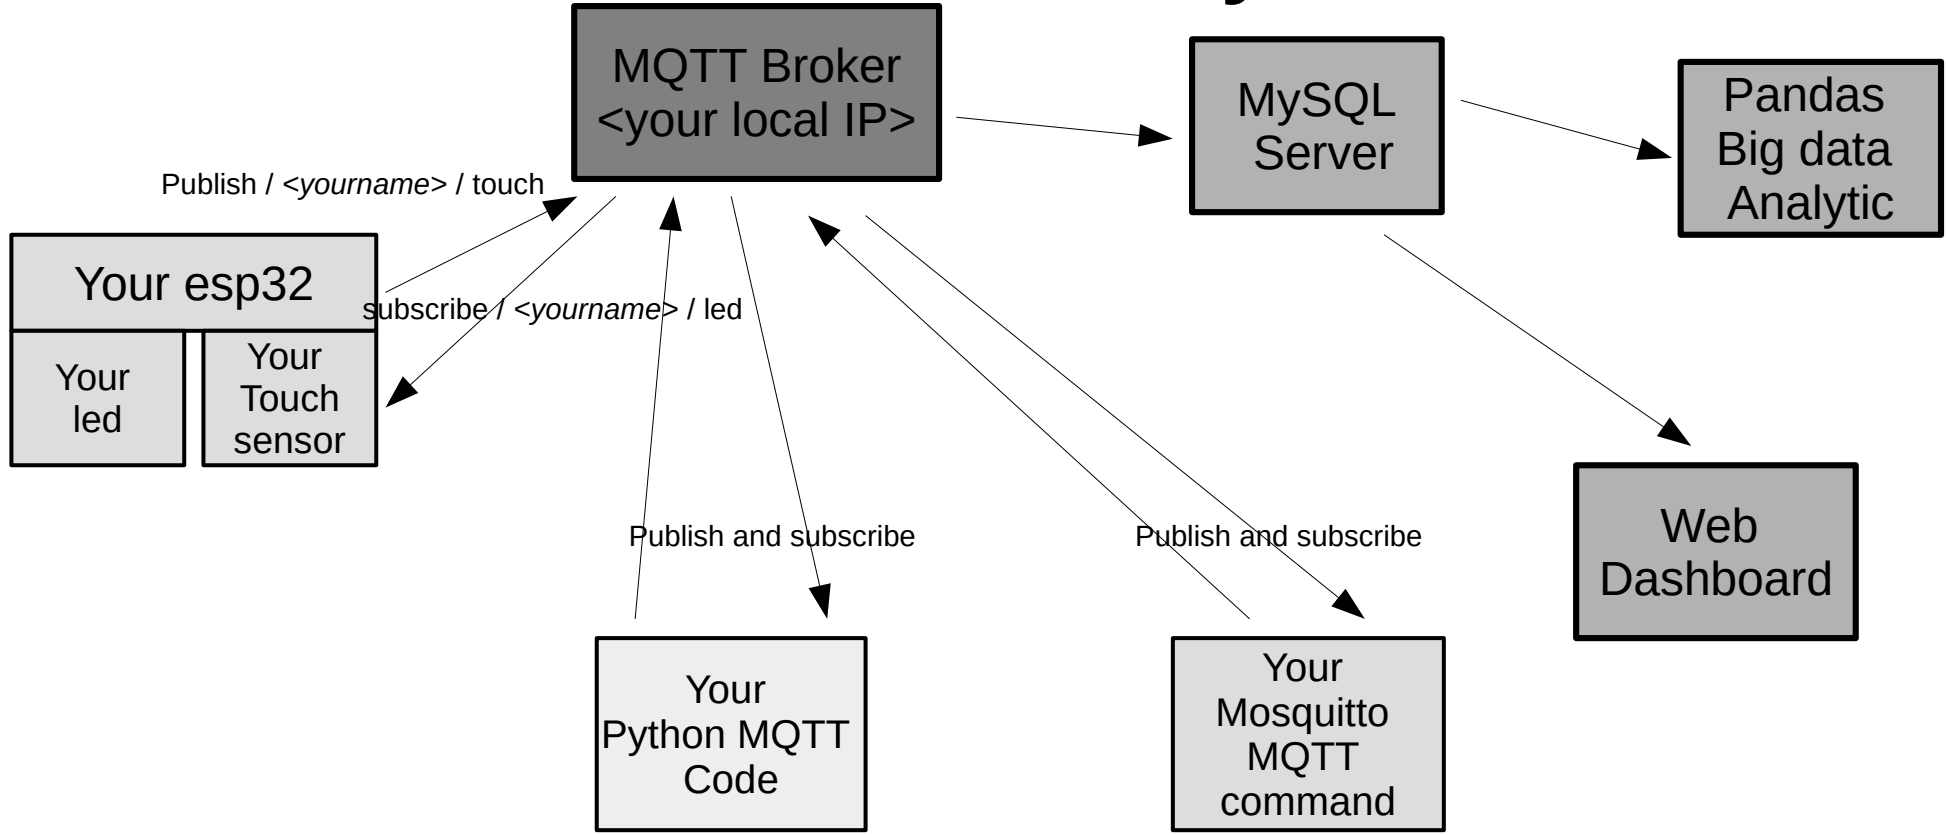 MQTT Broker
<your local IP>
MySQL
Server
Pandas
Big data
Analytic
Publish / <yourname> / touch
Your esp32
subscribe / <yourname> / led
Your
led
Your
Touch
sensor
Publish and subscribe
Publish and subscribe
Web
Dashboard
Your
Python MQTT
Code
Your
Mosquitto
MQTT
command